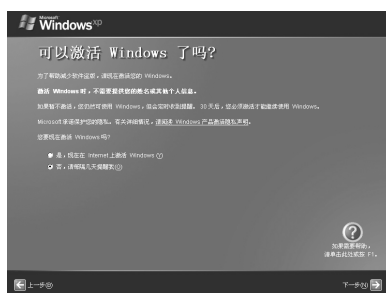 Microsoft
Windows xp
可以激活 Windows 了吗?
为了帮助减少软件盗版，请现在激活您的 Windows。
激活 Windows 时，不需要提供您的姓名或其他个人信息。
如果暂不激活，您仍然可使用 Windows，但会定时收到提醒。30 天后，您必须激活才能继续使用 Windows。
Microsoft 承诺保护您的隐私。有关详细情况，请阅读 Windows 产品激活隐私声明。
您要现在激活 Windows 吗?
是，现在在 Internet 上激活 Windows (Y)
否，请每隔几天提醒我(O)
如果需要帮助，
请单击此处或按 F1。
上一步(B)
下一步(N)